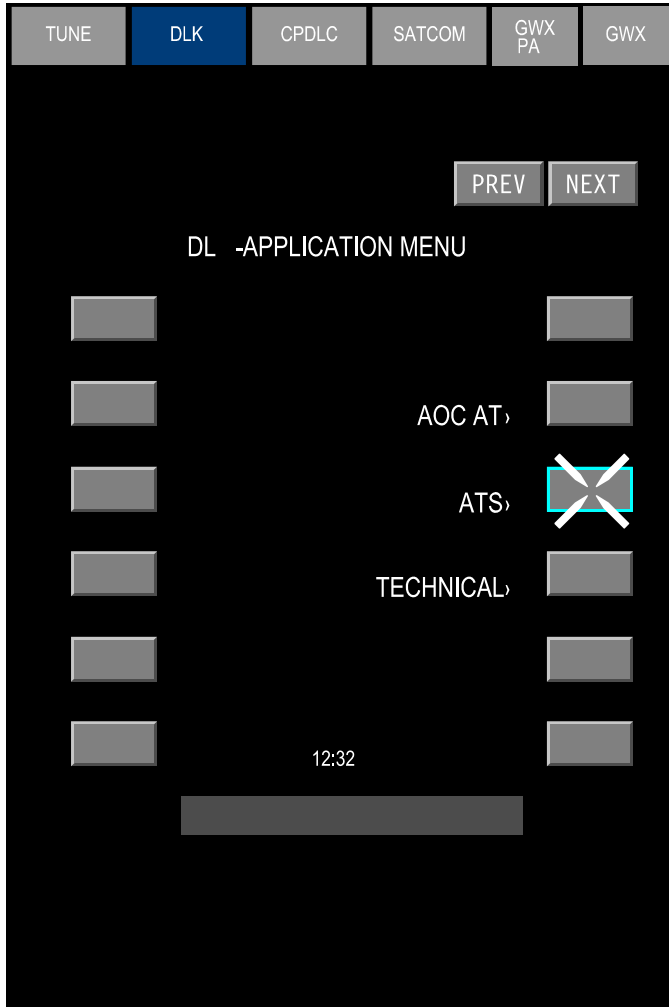 TUNE DLK CPDLC SATCOM GWX PA GWX
PREV NEXT
DL -APPLICATION MENU
AOC AT›
ATS›
TECHNICAL›
12:32